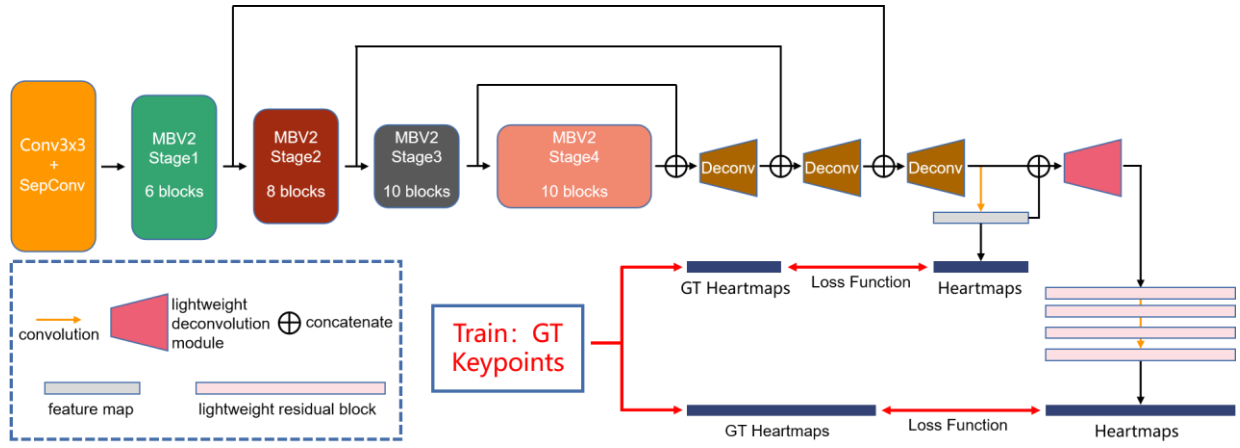 Conv3x3
+
SepConv
MBV2
Stage1
6 blocks
MBV2
Stage2
8 blocks
MBV2
Stage3
10 blocks
MBV2
Stage4
10 blocks
Deconv
Deconv
Deconv
GT Heartmaps
Loss Function
Heartmaps
Train: GT
Keypoints
GT Heartmaps
Loss Function
Heartmaps
convolution
lightweight
deconvolution
module
concatenate
feature map
lightweight residual block